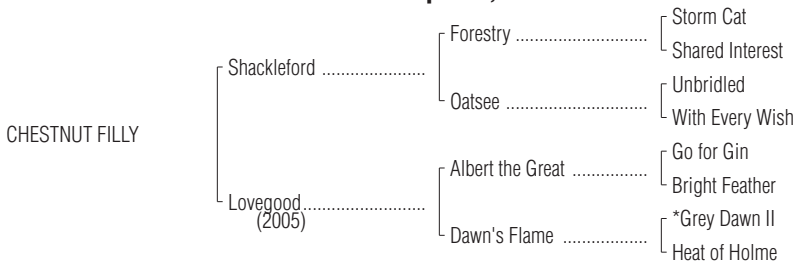 Storm Cat
Forestry
Shared Interest
Shackleford
Unbridled
Oatsee
With Every Wish
CHESTNUT FILLY
Go for Gin
Albert the Great
Bright Feather
Lovegood
(2005)
*Grey Dawn II
Dawn's Flame
Heat of Holme